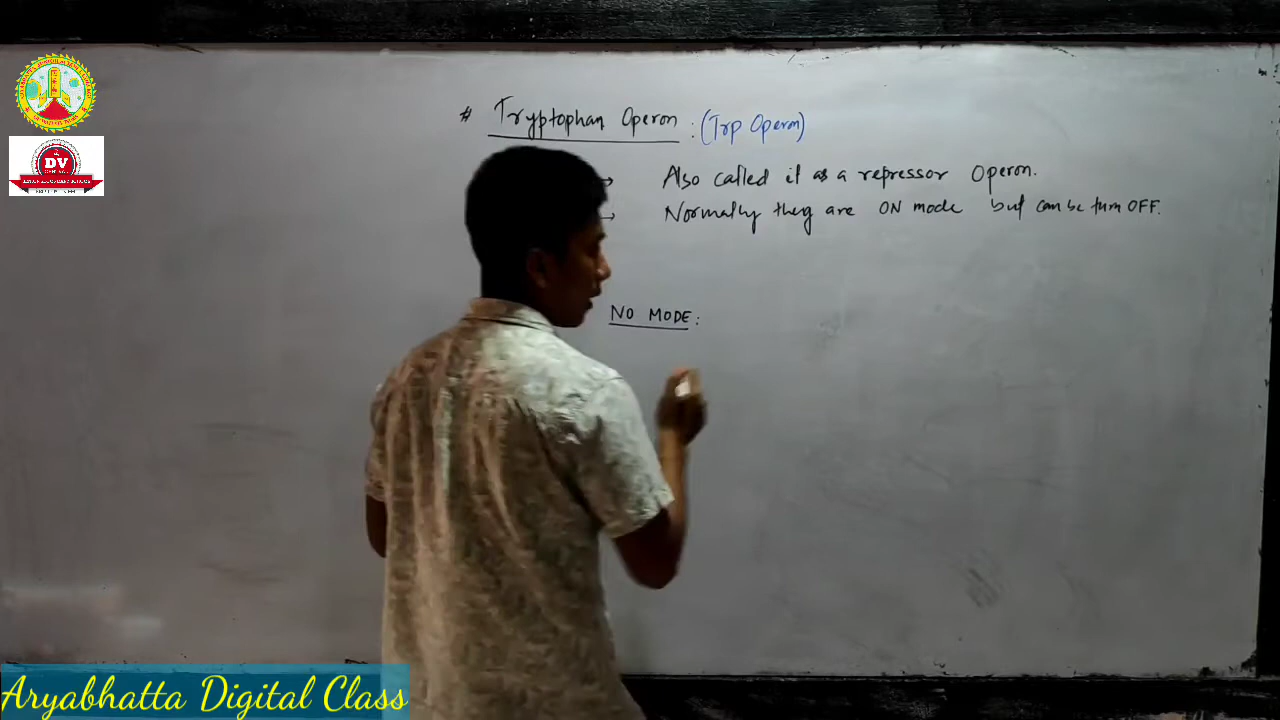 # Tryptophan Operon : (Trp Operon)
→ Also called it as a repressor Operon.
→ Normally they are ON mode but can be turn OFF.
NO MODE :
DV
Aryabhatta Digital Class